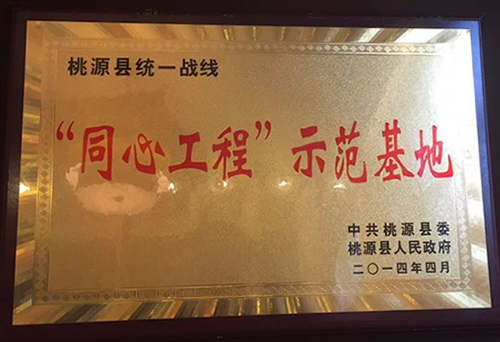 桃源县统一战线
“同心工程”示范基地
中共桃源县委
桃源县人民政府
二〇一四年四月